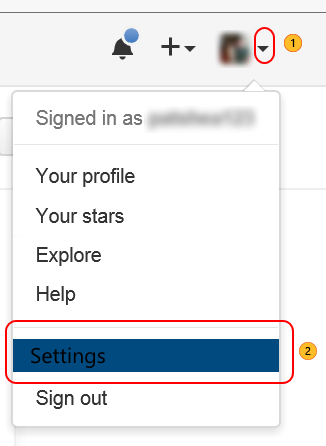 1
Signed in as
Your profile
Your stars
Explore
Help
Settings
2
Sign out